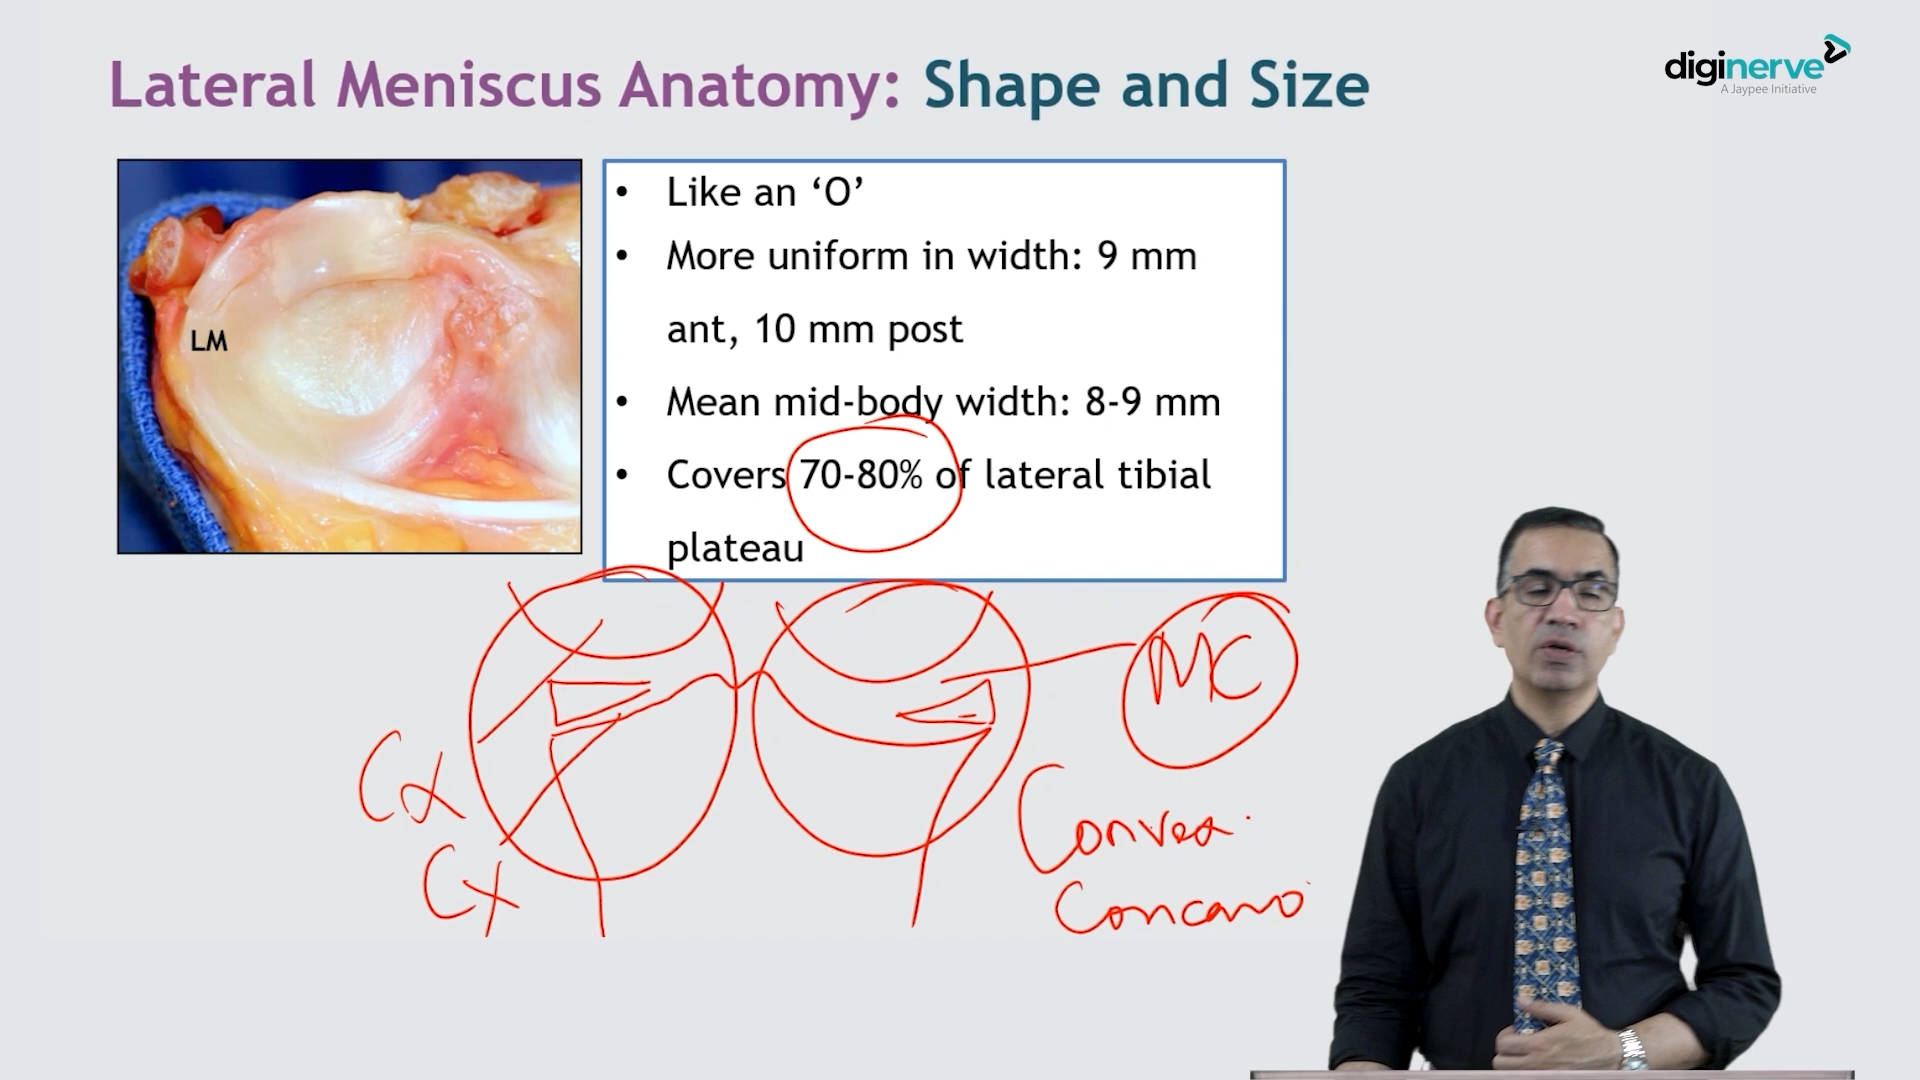 Lateral Meniscus Anatomy: Shape and Size
diginerve
A Jaypee Initiative
LM
• Like an ‘O’
• More uniform in width: 9 mm
ant, 10 mm post
• Mean mid-body width: 8-9 mm
• Covers 70-80% of lateral tibial
plateau
MC
Cx
Convex
Cx